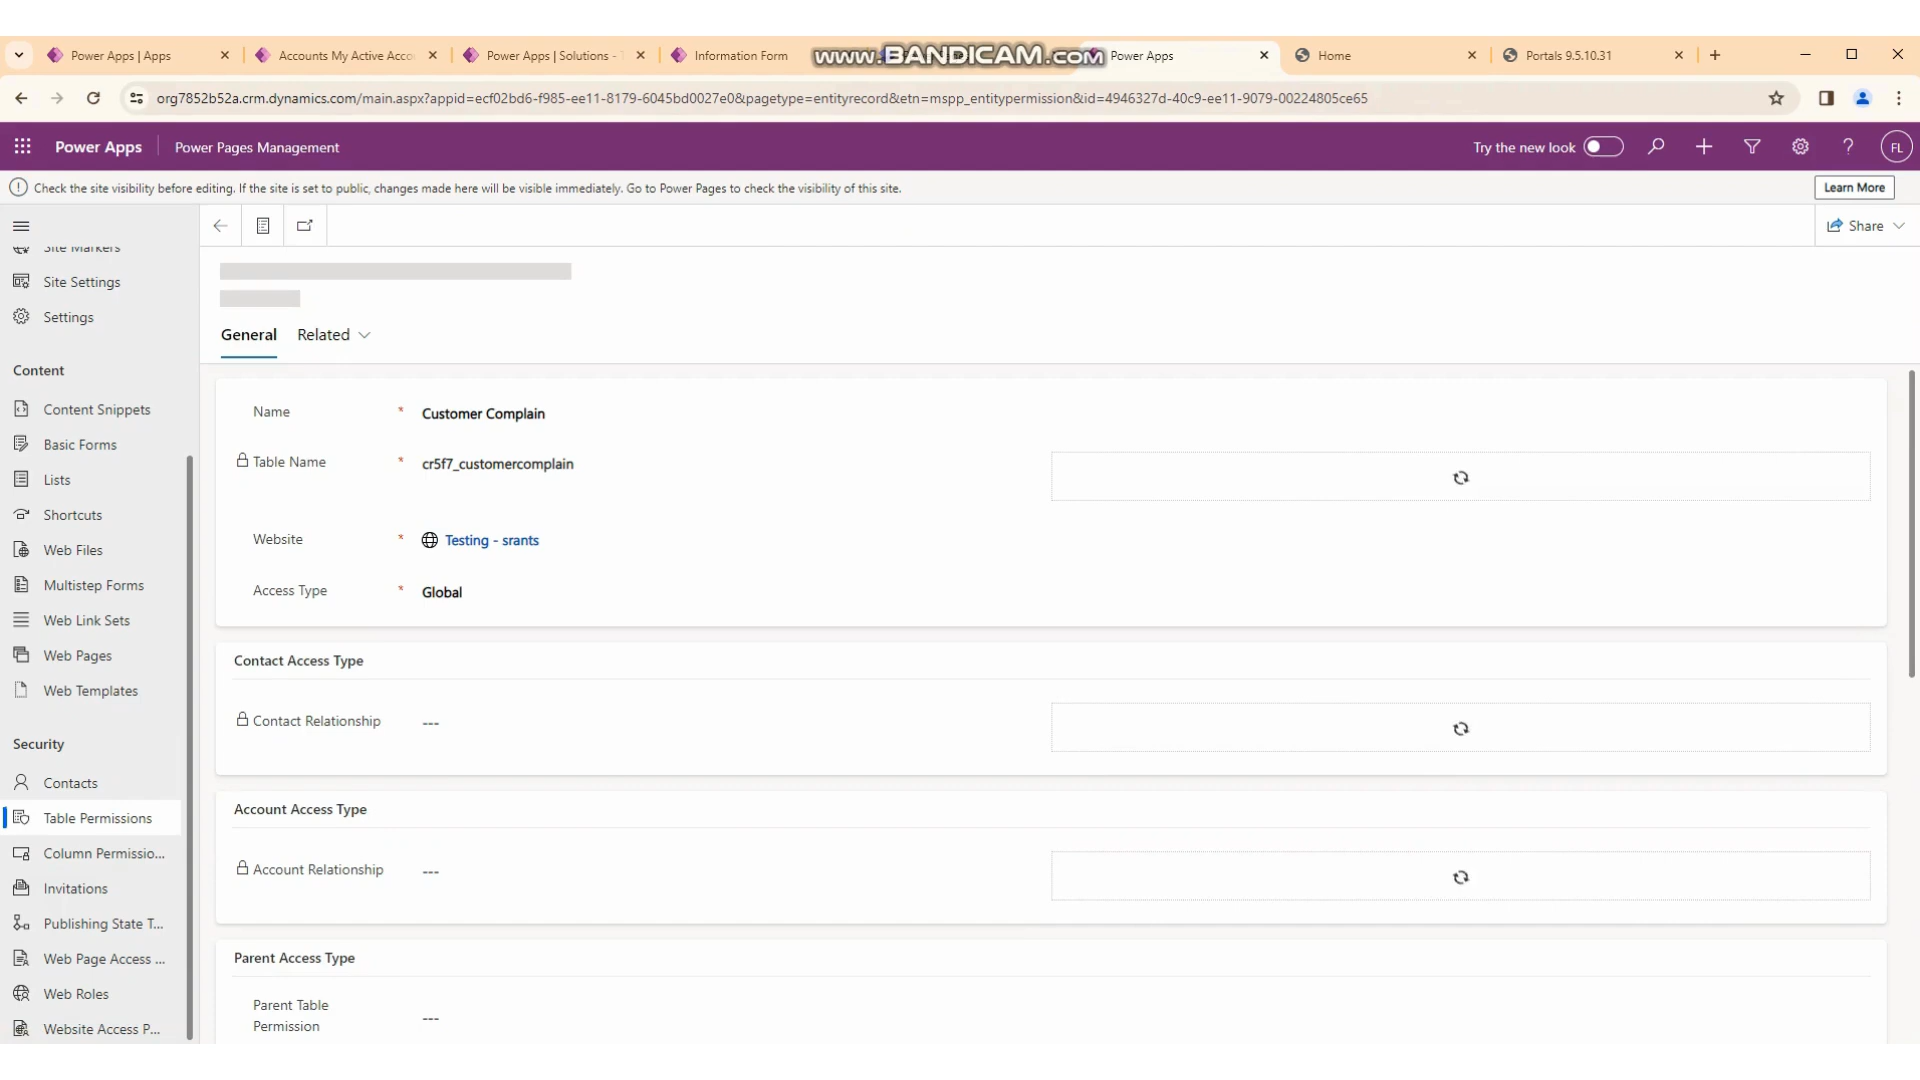 Power Apps | Apps
Accounts My Active Acco
Power Apps | Solutions - T
Information Form
www.BANDICAM.com
Power Apps
Home
Portals 9.5.10.31
org7852b52a.crm.dynamics.com/main.aspx?appid=ecf02bd6-f985-ee11-8179-6045bd0027e0&pagetype=entityrecord&etn=mspp_entitypermission&id=4946327d-40c9-ee11-9079-00224805ce65
Power Apps
Power Pages Management
Try the new look
FL
Check the site visibility before editing. If the site is set to public, changes made here will be visible immediately. Go to Power Pages to check the visibility of this site.
Learn More
Share
Site Markers
Site Settings
Settings
Content
Content Snippets
Basic Forms
Lists
Shortcuts
Web Files
Multistep Forms
Web Link Sets
Web Pages
Web Templates
Security
Contacts
Table Permissions
Column Permissio...
Invitations
Publishing State T...
Web Page Access ...
Web Roles
Website Access P...
General
Related
Name * Customer Complain
Table Name * cr5f7_customercomplain
Website * Testing - srants
Access Type * Global
Contact Access Type
Contact Relationship ---
Account Access Type
Account Relationship ---
Parent Access Type
Parent Table
Permission ---